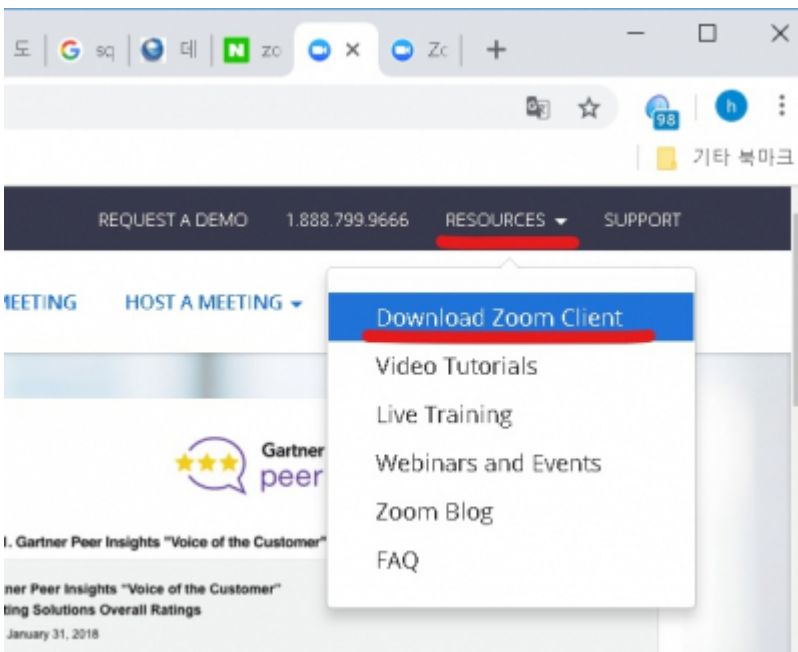 도 G sq 데 N zo Zo
98 h
기타 북마크
REQUEST A DEMO 1.888.799.9666 RESOURCES SUPPORT
MEETING HOST A MEETING
Download Zoom Client
Video Tutorials
Live Training
Webinars and Events
Zoom Blog
FAQ
Gartner
peer
. Gartner Peer Insights "Voice of the Customer"
ner Peer Insights "Voice of the Customer"
ting Solutions Overall Ratings
January 31, 2018